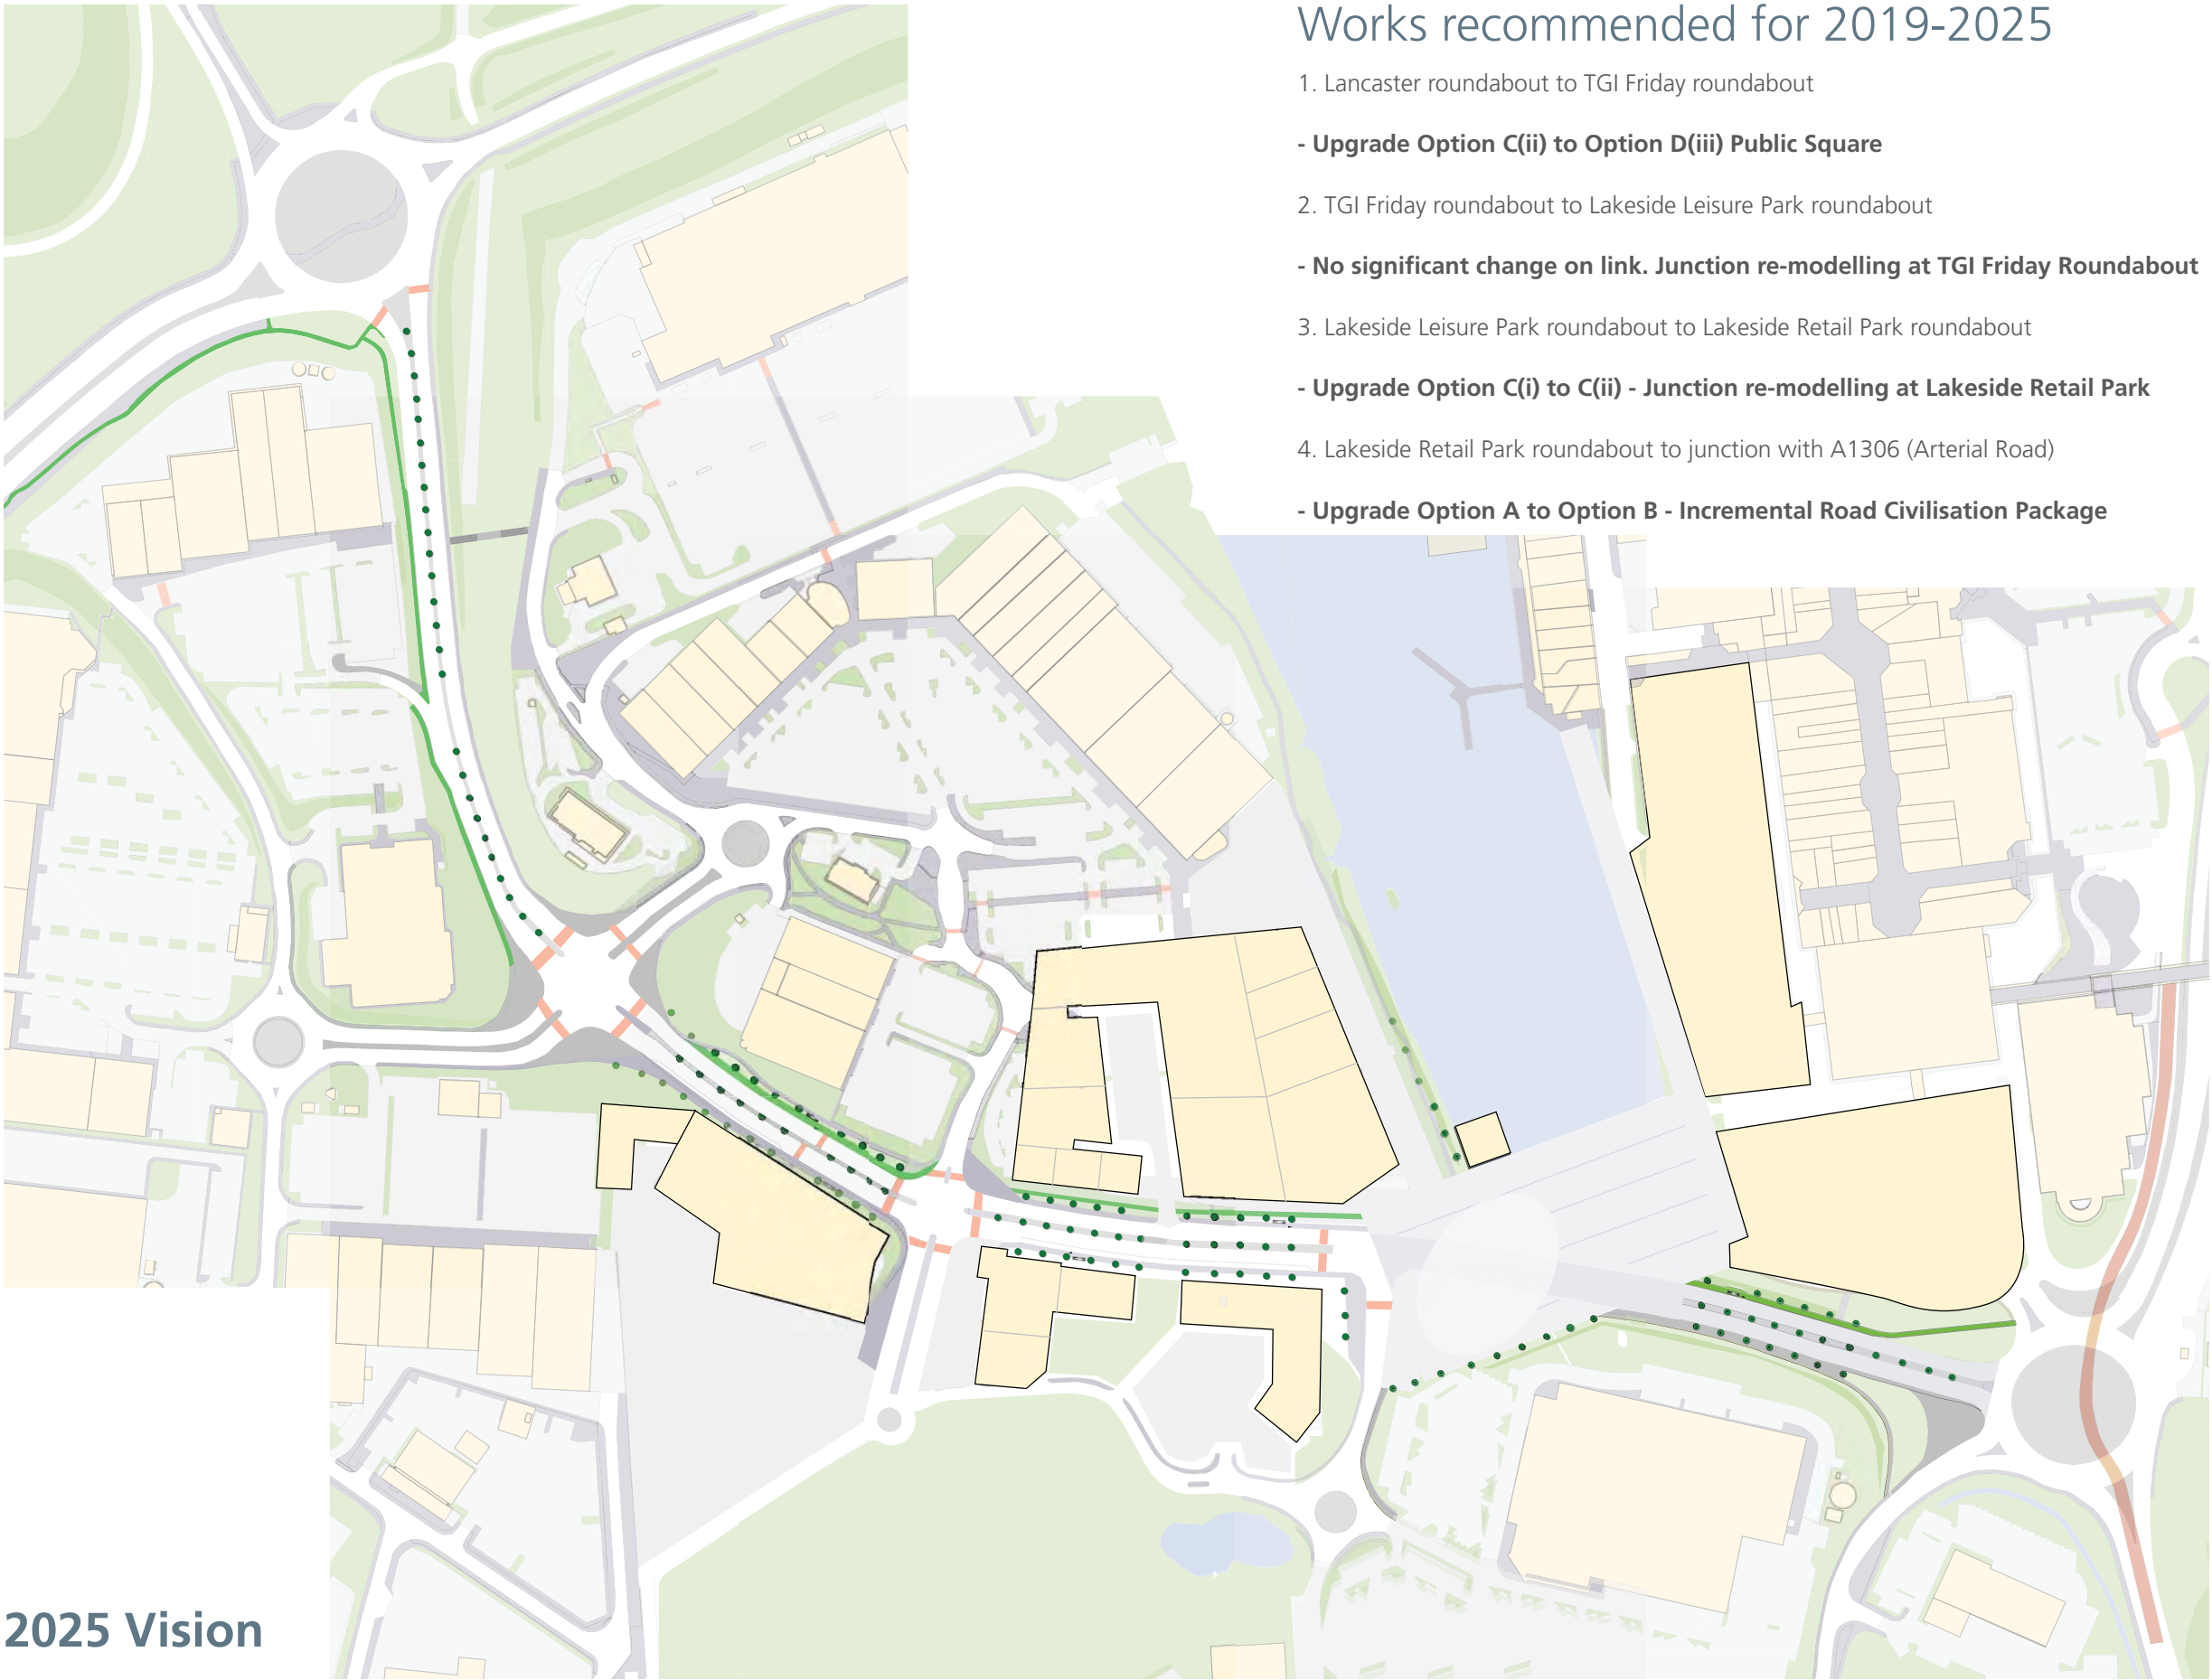 Works recommended for 2019-2025
1. Lancaster roundabout to TGI Friday roundabout
- Upgrade Option C(ii) to Option D(iii) Public Square
2. TGI Friday roundabout to Lakeside Leisure Park roundabout
- No significant change on link. Junction re-modelling at TGI Friday Roundabout
3. Lakeside Leisure Park roundabout to Lakeside Retail Park roundabout
- Upgrade Option C(i) to C(ii) - Junction re-modelling at Lakeside Retail Park
4. Lakeside Retail Park roundabout to junction with A1306 (Arterial Road)
- Upgrade Option A to Option B - Incremental Road Civilisation Package
2025 Vision